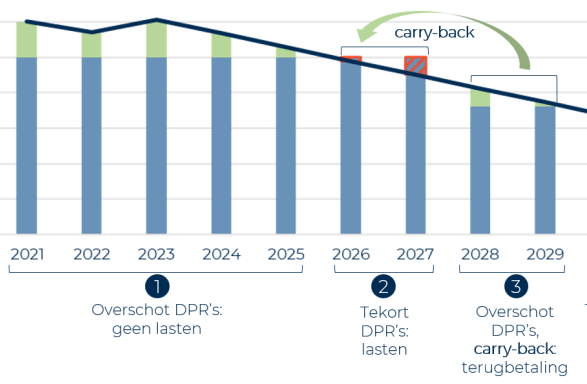 carry-back
2021 2022 2023 2024 2025 2026 2027 2028 2029
1 2 3
Overschot DPR's:
geen lasten
Tekort
DPR's:
lasten
Overschot
DPR's,
carry-back:
terugbetaling